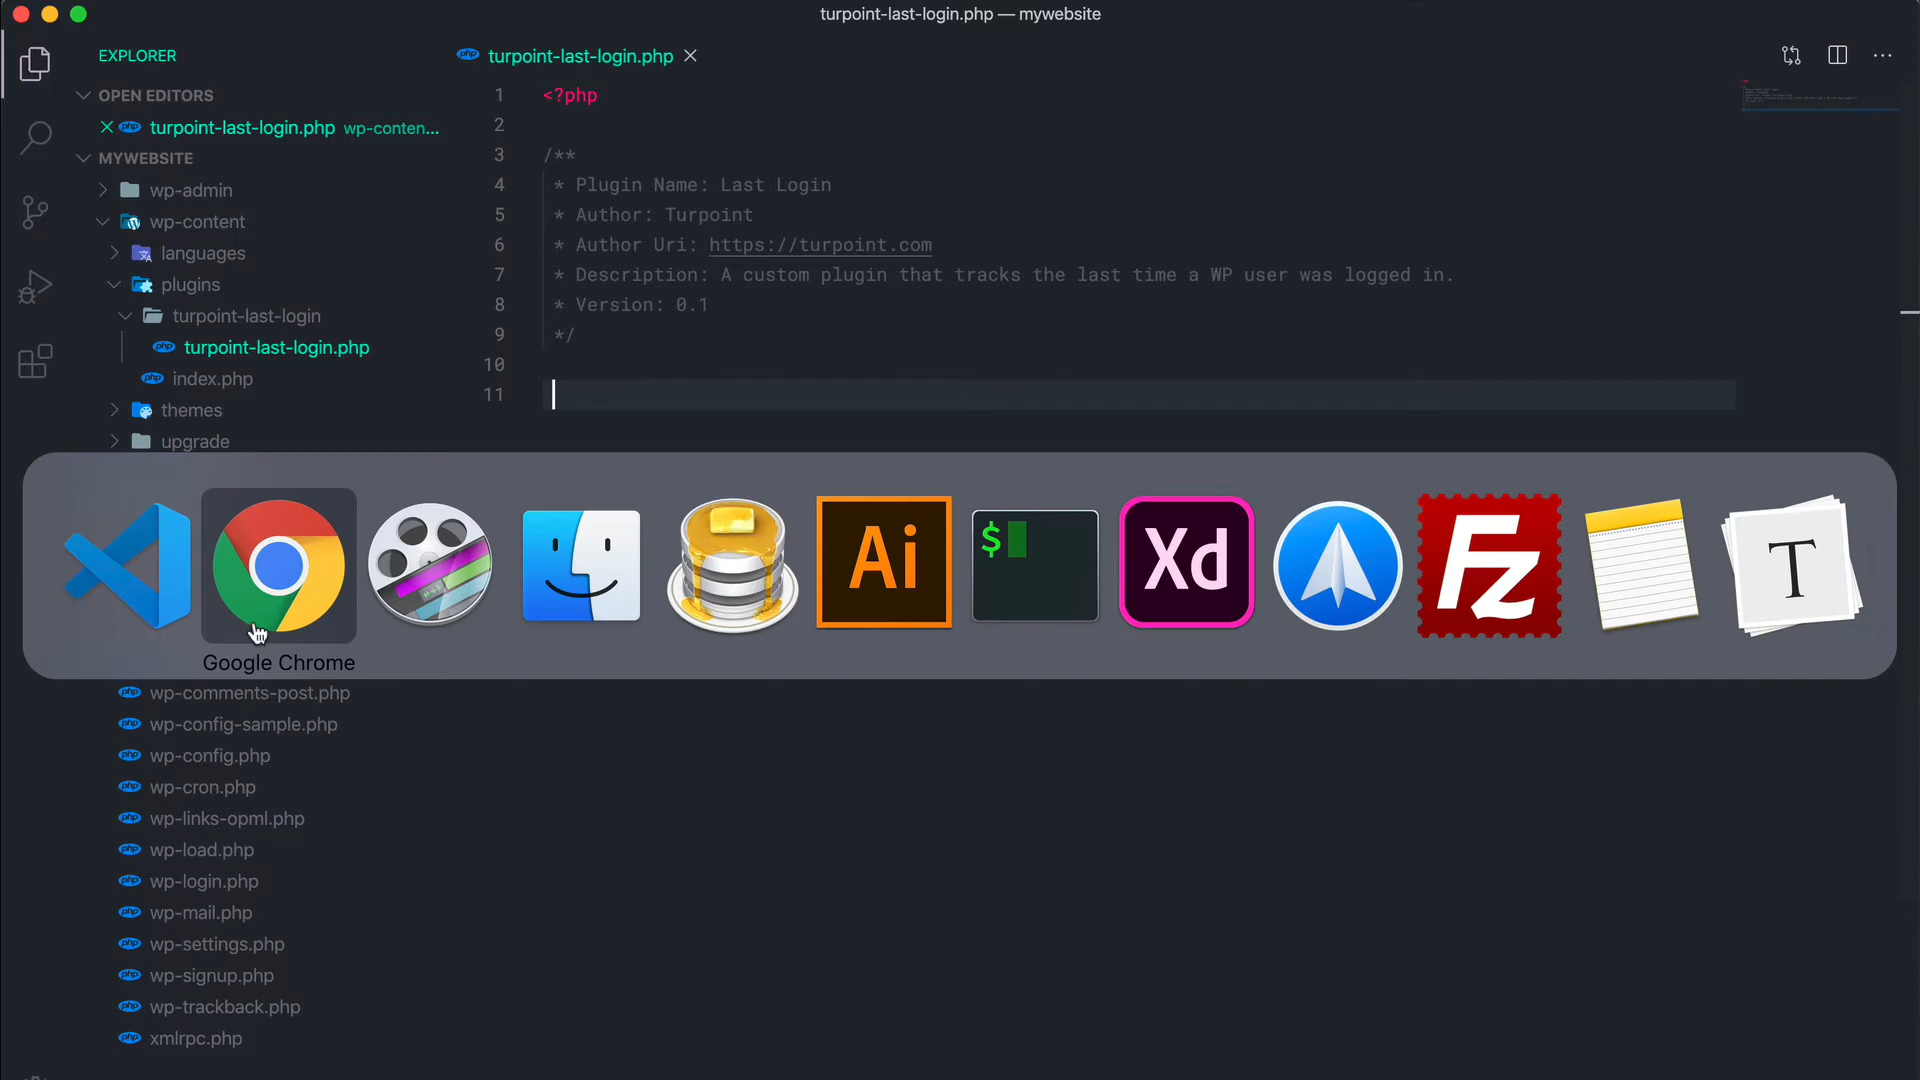 turpoint-last-login.php — mywebsite
EXPLORER
OPEN EDITORS
turpoint-last-login.php wp-conten...
MYWEBSITE
wp-admin
wp-content
languages
plugins
turpoint-last-login
turpoint-last-login.php
index.php
themes
upgrade
turpoint-last-login.php
1 <?php
2
3 /**
4 * Plugin Name: Last Login
5 * Author: Turpoint
6 * Author Uri: https://turpoint.com
7 * Description: A custom plugin that tracks the last time a WP user was logged in.
8 * Version: 0.1
9 */
10
11
Ai
$
Xd
Fz
T
Google Chrome
wp-comments-post.php
wp-config-sample.php
wp-config.php
wp-cron.php
wp-links-opml.php
wp-load.php
wp-login.php
wp-mail.php
wp-settings.php
wp-signup.php
wp-trackback.php
xmlrpc.php